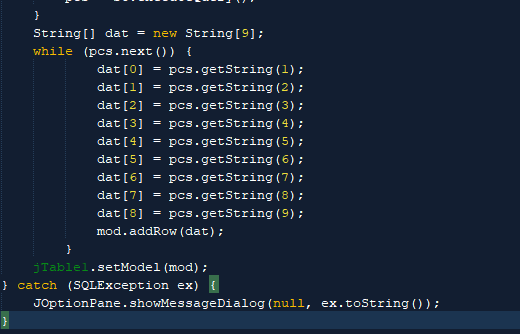 }
String[] dat = new String[9];
while (pcs.next()) {
dat[0] = pcs.getString(1);
dat[1] = pcs.getString(2);
dat[2] = pcs.getString(3);
dat[3] = pcs.getString(4);
dat[4] = pcs.getString(5);
dat[5] = pcs.getString(6);
dat[6] = pcs.getString(7);
dat[7] = pcs.getString(8);
dat[8] = pcs.getString(9);
mod.addRow(dat);
}
jTable1.setModel(mod);
} catch (SQLException ex) {
JOptionPane.showMessageDialog(null, ex.toString());
}